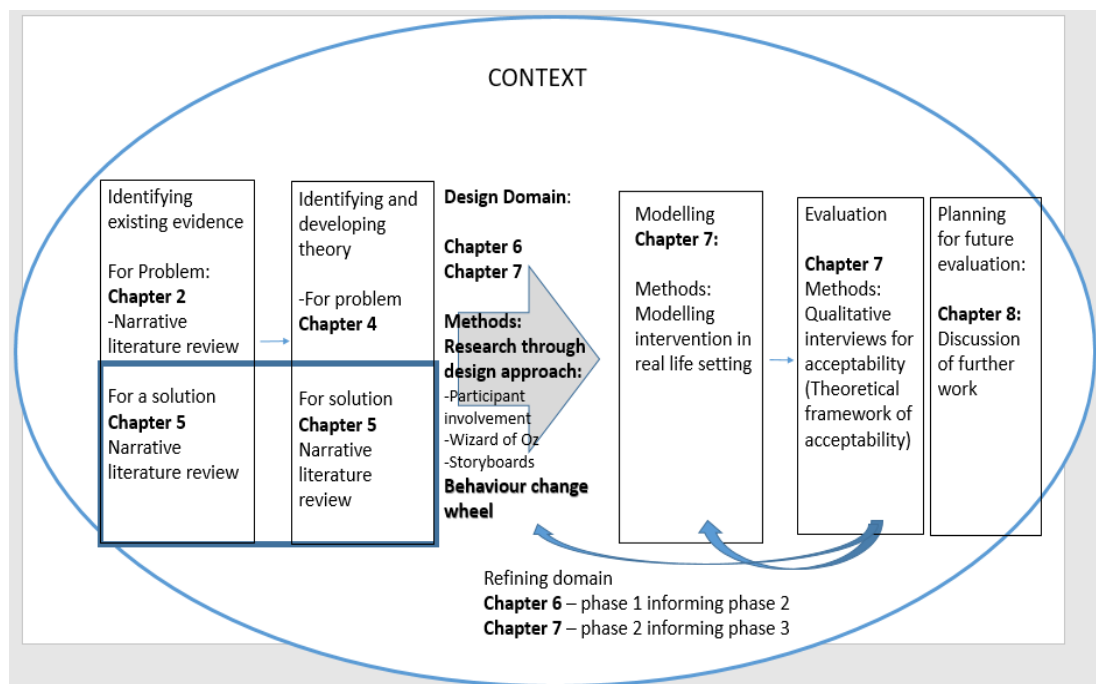 CONTEXT
Identifying
existing evidence
For Problem:
Chapter 2
-Narrative
literature review
For a solution
Chapter 5
Narrative
literature review
Identifying and
developing
theory
-For problem
Chapter 4
For solution
Chapter 5
Narrative
literature
review
Design Domain:
Chapter 6
Chapter 7
Methods:
Research through
design approach:
-Participant
involvement
-Wizard of Oz
-Storyboards
Behaviour change
wheel
Modelling
Chapter 7:
Methods:
Modelling
intervention in
real life setting
Evaluation
Chapter 7
Methods:
Qualitative
interviews for
acceptability
(Theoretical
framework of
acceptability)
Planning
for future
evaluation:
Chapter 8:
Discussion
of further
work
Refining domain
Chapter 6 – phase 1 informing phase 2
Chapter 7 – phase 2 informing phase 3